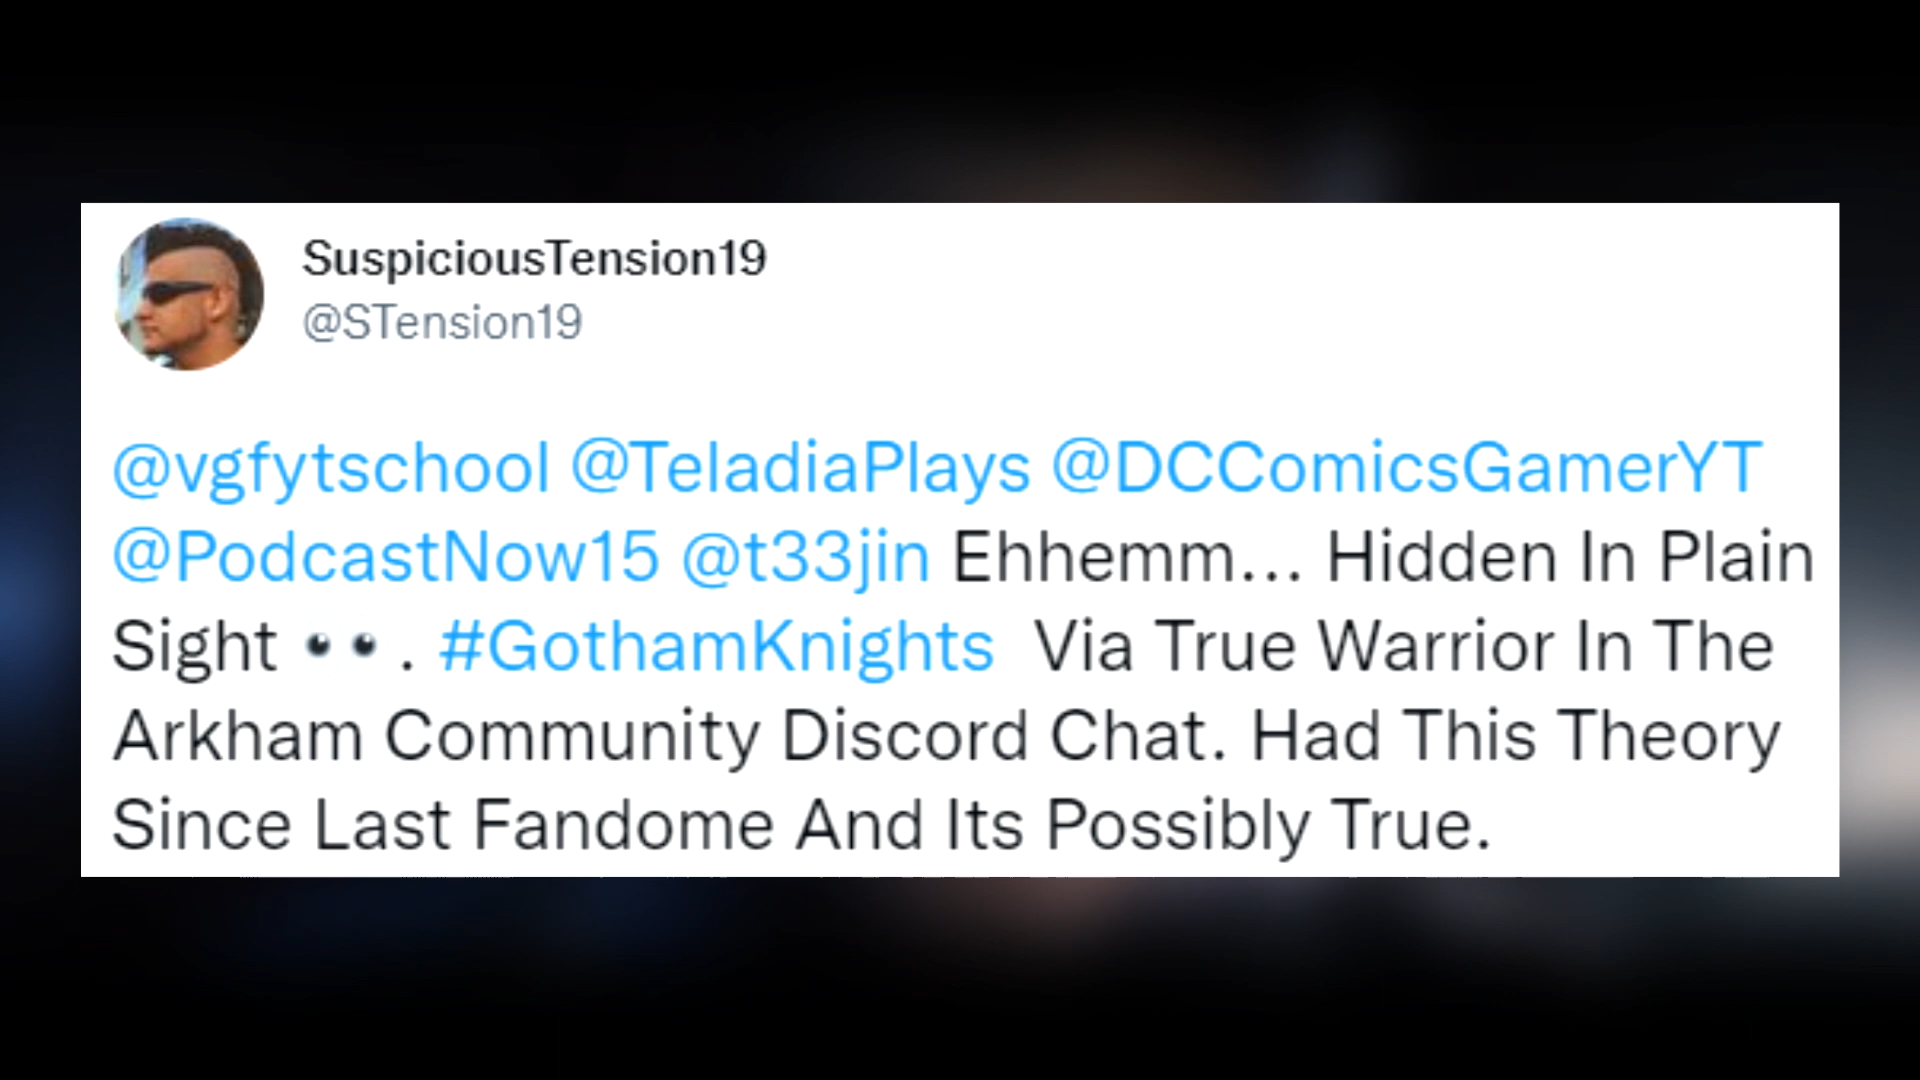 SuspiciousTension19
@STension19
@vgfytschool @TeladiaPlays @DCComicsGamerYT
@PodcastNow15 @t33jin Ehhemm... Hidden In Plain
Sight 👀 . #GothamKnights Via True Warrior In The
Arkham Community Discord Chat. Had This Theory
Since Last Fandome And Its Possibly True.